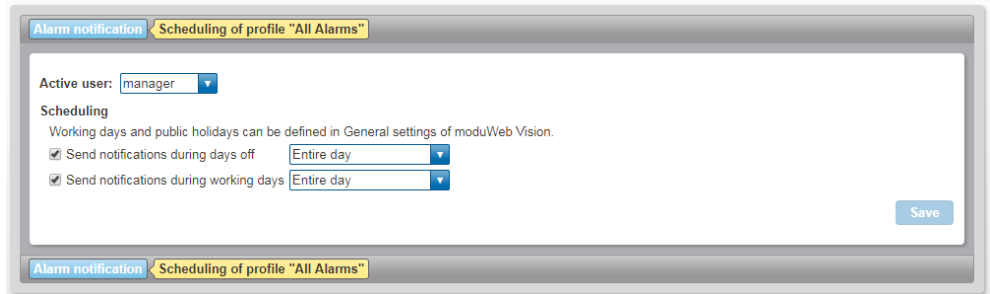 Alarm notification Scheduling of profile "All Alarms"
Active user: manager
Scheduling
Working days and public holidays can be defined in General settings of moduWeb Vision.
Send notifications during days off Entire day
Send notifications during working days Entire day
Save
Alarm notification Scheduling of profile "All Alarms"